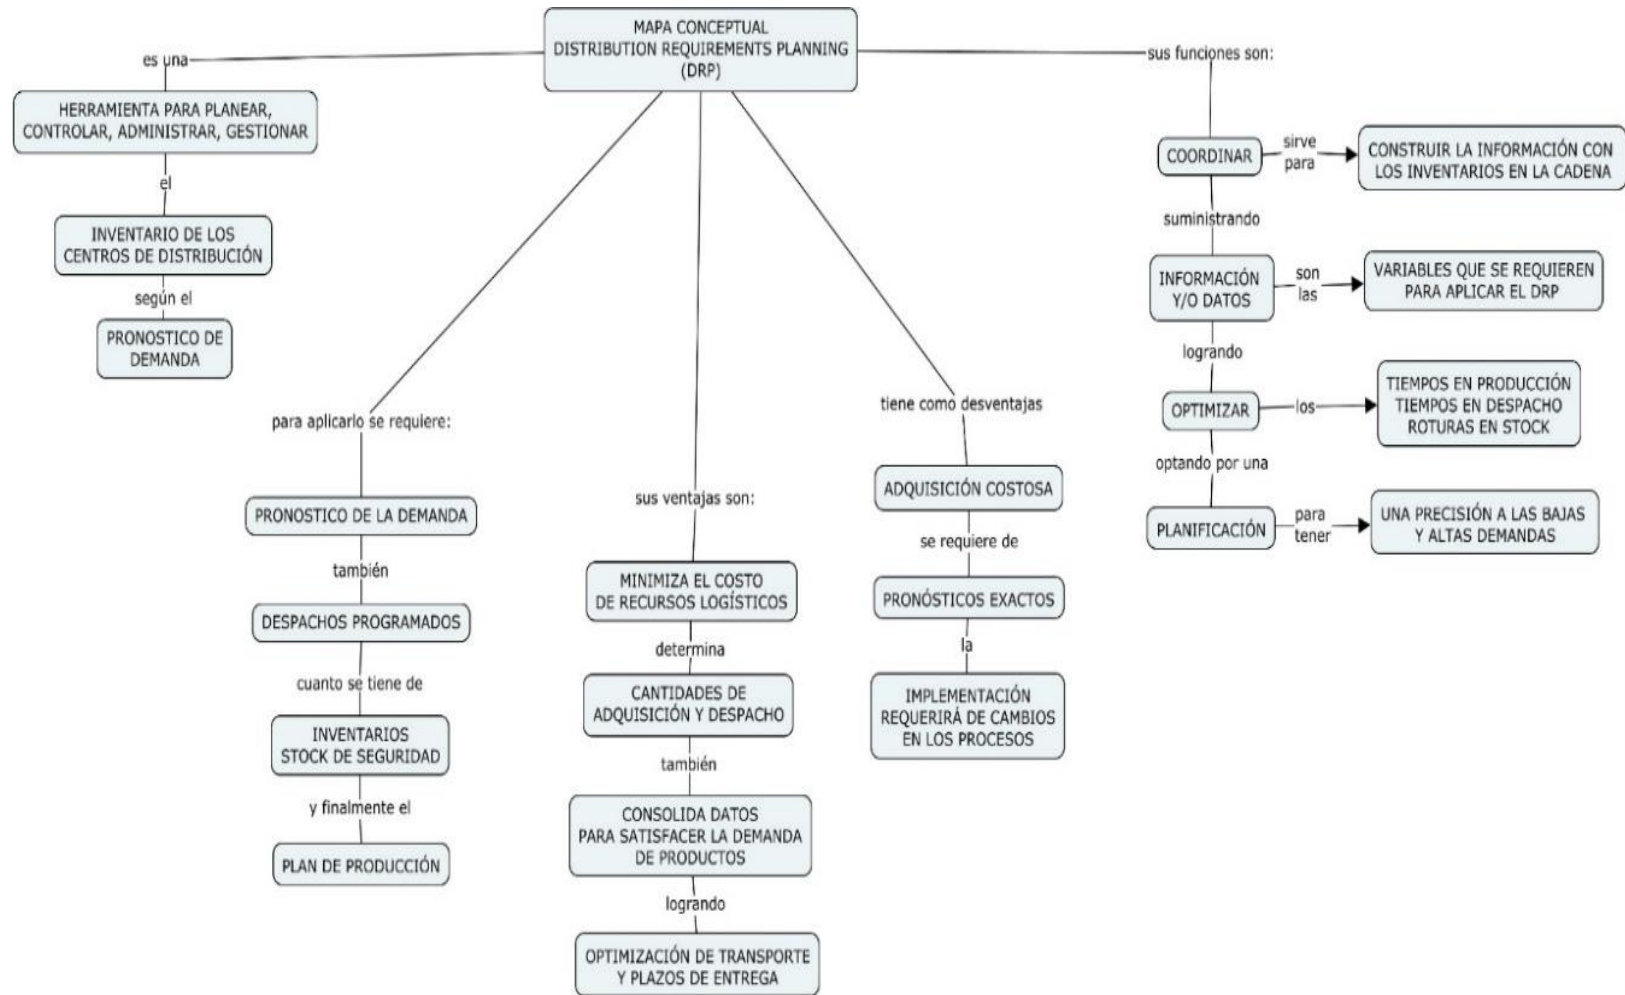 MAPA CONCEPTUAL
DISTRIBUTION REQUIREMENTS PLANNING
(DRP)
es una
HERRAMIENTA PARA PLANEAR,
CONTROLAR, ADMINISTRAR, GESTIONAR
el
INVENTARIO DE LOS
CENTROS DE DISTRIBUCIÓN
según el
PRONOSTICO DE
DEMANDA
para aplicarlo se requiere:
PRONOSTICO DE LA DEMANDA
también
DESPACHOS PROGRAMADOS
cuanto se tiene de
INVENTARIOS
STOCK DE SEGURIDAD
y finalmente el
PLAN DE PRODUCCIÓN
sus ventajas son:
MINIMIZA EL COSTO
DE RECURSOS LOGÍSTICOS
determina
CANTIDADES DE
ADQUISICIÓN Y DESPACHO
también
CONSOLIDA DATOS
PARA SATISFACER LA DEMANDA
DE PRODUCTOS
logrando
OPTIMIZACIÓN DE TRANSPORTE
Y PLAZOS DE ENTREGA
tiene como desventajas
ADQUISICIÓN COSTOSA
se requiere de
PRONÓSTICOS EXACTOS
la
IMPLEMENTACIÓN
REQUERIRÁ DE CAMBIOS
EN LOS PROCESOS
sus funciones son:
COORDINAR
sirve
para
CONSTRUIR LA INFORMACIÓN CON
LOS INVENTARIOS EN LA CADENA
suministrando
INFORMACIÓN
Y/O DATOS
son
las
VARIABLES QUE SE REQUIEREN
PARA APLICAR EL DRP
logrando
OPTIMIZAR
los
TIEMPOS EN PRODUCCIÓN
TIEMPOS EN DESPACHO
ROTURAS EN STOCK
optando por una
PLANIFICACIÓN
para
tener
UNA PRECISIÓN A LAS BAJAS
Y ALTAS DEMANDAS